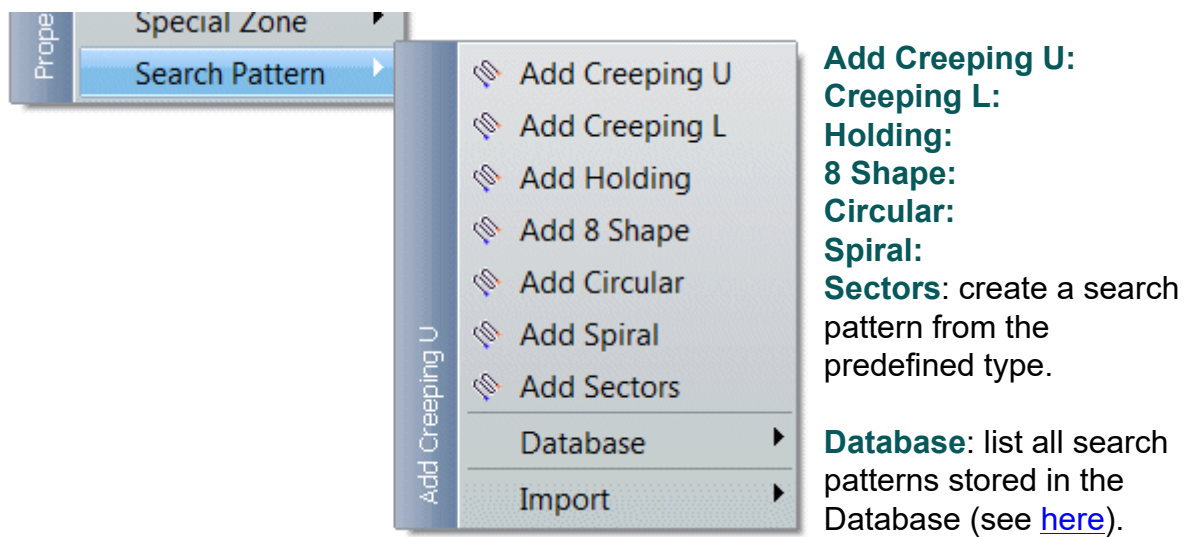 Prope
Special Zone
Search Pattern
Add Creeping U
Add Creeping U
Add Creeping L
Add Holding
Add 8 Shape
Add Circular
Add Spiral
Add Sectors
Database
Import
Add Creeping U:
Creeping L:
Holding:
8 Shape:
Circular:
Spiral:
Sectors: create a search
pattern from the
predefined type.
Database: list all search
patterns stored in the
Database (see here).